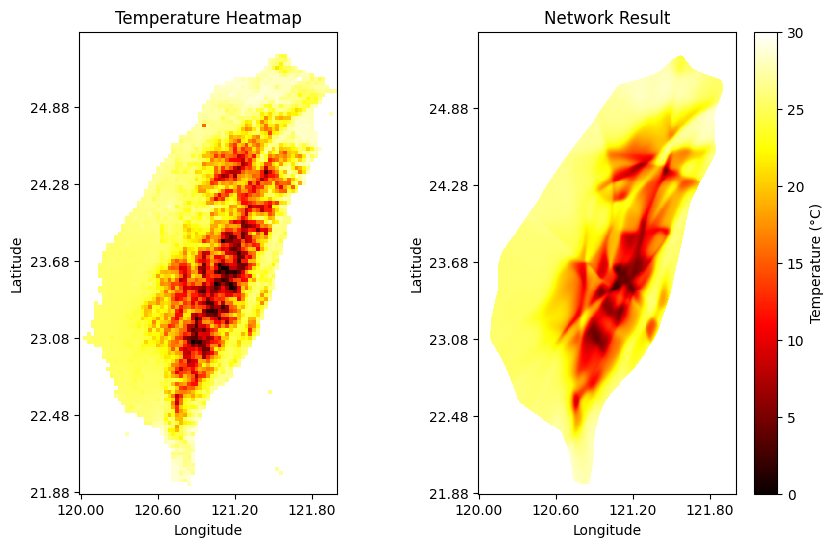 Temperature Heatmap
24.88
24.28
23.68
23.08
22.48
21.88
Latitude
120.00 120.60 121.20 121.80
Longitude
Network Result
24.88
24.28
23.68
23.08
22.48
21.88
Latitude
120.00 120.60 121.20 121.80
Longitude
30
25
20
15
10
5
0
Temperature (°C)